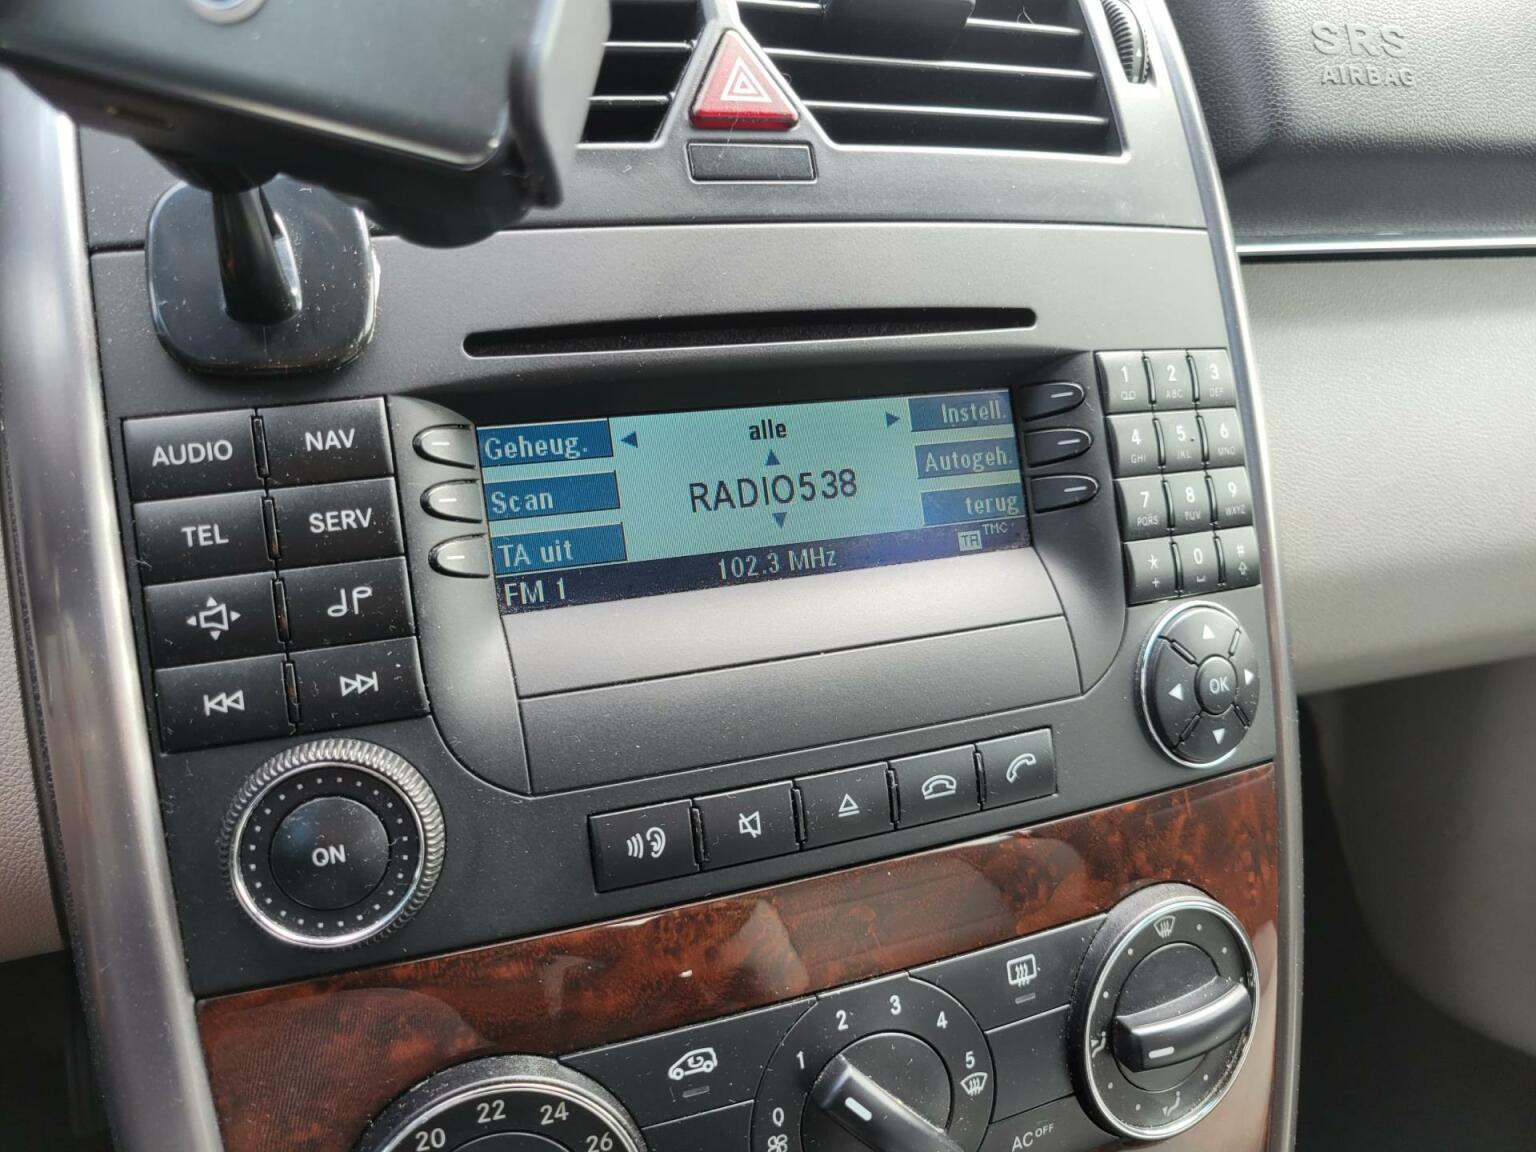 SRS
AIRBAG
AUDIO
NAV
TEL
SERV
ON
Geheug.
Scan
TA uit
FM 1
alle
RADIO538
102.3 MHz
Instell.
Autogeh.
terug
TA TMC
1 2 ABC 3 DEF
4 GHI 5 JKL 6 MNO
7 PQRS 8 TUV 9 WXYZ
* + 0 #
OK
20 22 24 26
0 1 2 3 4 5
AC OFF